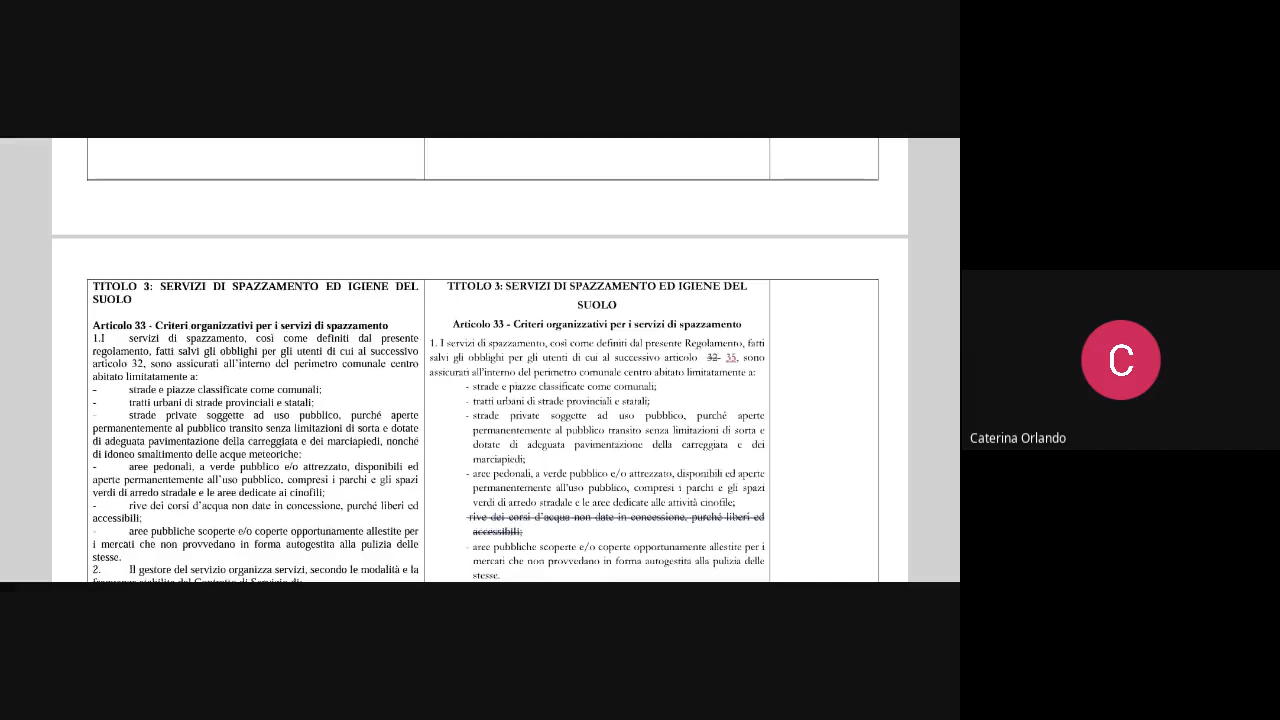 TITOLO 3: SERVIZI DI SPAZZAMENTO ED IGIENE DEL
SUOLO
Articolo 33 - Criteri organizzativi per i servizi di spazzamento
1.I servizi di spazzamento, così come definiti dal presente
regolamento, fatti salvi gli obblighi per gli utenti di cui al successivo
articolo 32, sono assicurati all'interno del perimetro comunale centro
abitato limitatamente a:
- strade e piazze classificate come comunali;
- tratti urbani di strade provinciali e statali;
- strade private soggette ad uso pubblico, purché aperte
permanentemente al pubblico transito senza limitazioni di sorta e dotate
di adeguata pavimentazione della carreggiata e dei marciapiedi, nonché
di idoneo smaltimento delle acque meteoriche:
- aree pedonali, a verde pubblico e/o attrezzato, disponibili ed
aperte permanentemente all'uso pubblico, compresi i parchi e gli spazi
verdi di arredo stradale e le aree dedicate ai cinofili;
- rive dei corsi d'acqua non date in concessione, purché liberi ed
accessibili;
- aree pubbliche scoperte e/o coperte opportunamente allestite per
i mercati che non provvedano in forma autogestita alla pulizia delle
stesse.
2. Il gestore del servizio organizza servizi, secondo le modalità e la
frequenza stabilite dal Contratto di Servizio di:
TITOLO 3: SERVIZI DI SPAZZAMENTO ED IGIENE DEL
SUOLO
Articolo 33 - Criteri organizzativi per i servizi di spazzamento
1. I servizi di spazzamento, così come definiti dal presente Regolamento, fatti
salvi gli obblighi per gli utenti di cui al successivo articolo 32 35, sono
assicurati all'interno del perimetro comunale centro abitato limitatamente a:
- strade e piazze classificate come comunali;
- tratti urbani di strade provinciali e statali;
- strade private soggette ad uso pubblico, purché aperte
permanentemente al pubblico transito senza limitazioni di sorta e
dotate di adeguata pavimentazione della carreggiata e dei
marciapiedi;
- aree pedonali, a verde pubblico e/o attrezzato, disponibili ed aperte
permanentemente all'uso pubblico, compresi i parchi e gli spazi
verdi di arredo stradale e le aree dedicate alle attività cinofile;
-rive dei corsi d'acqua non date in concessione, purché liberi ed
accessibili;
- aree pubbliche scoperte e/o coperte opportunamente allestite per i
mercati che non provvedano in forma autogestita alla pulizia delle
stesse.
C
Caterina Orlando